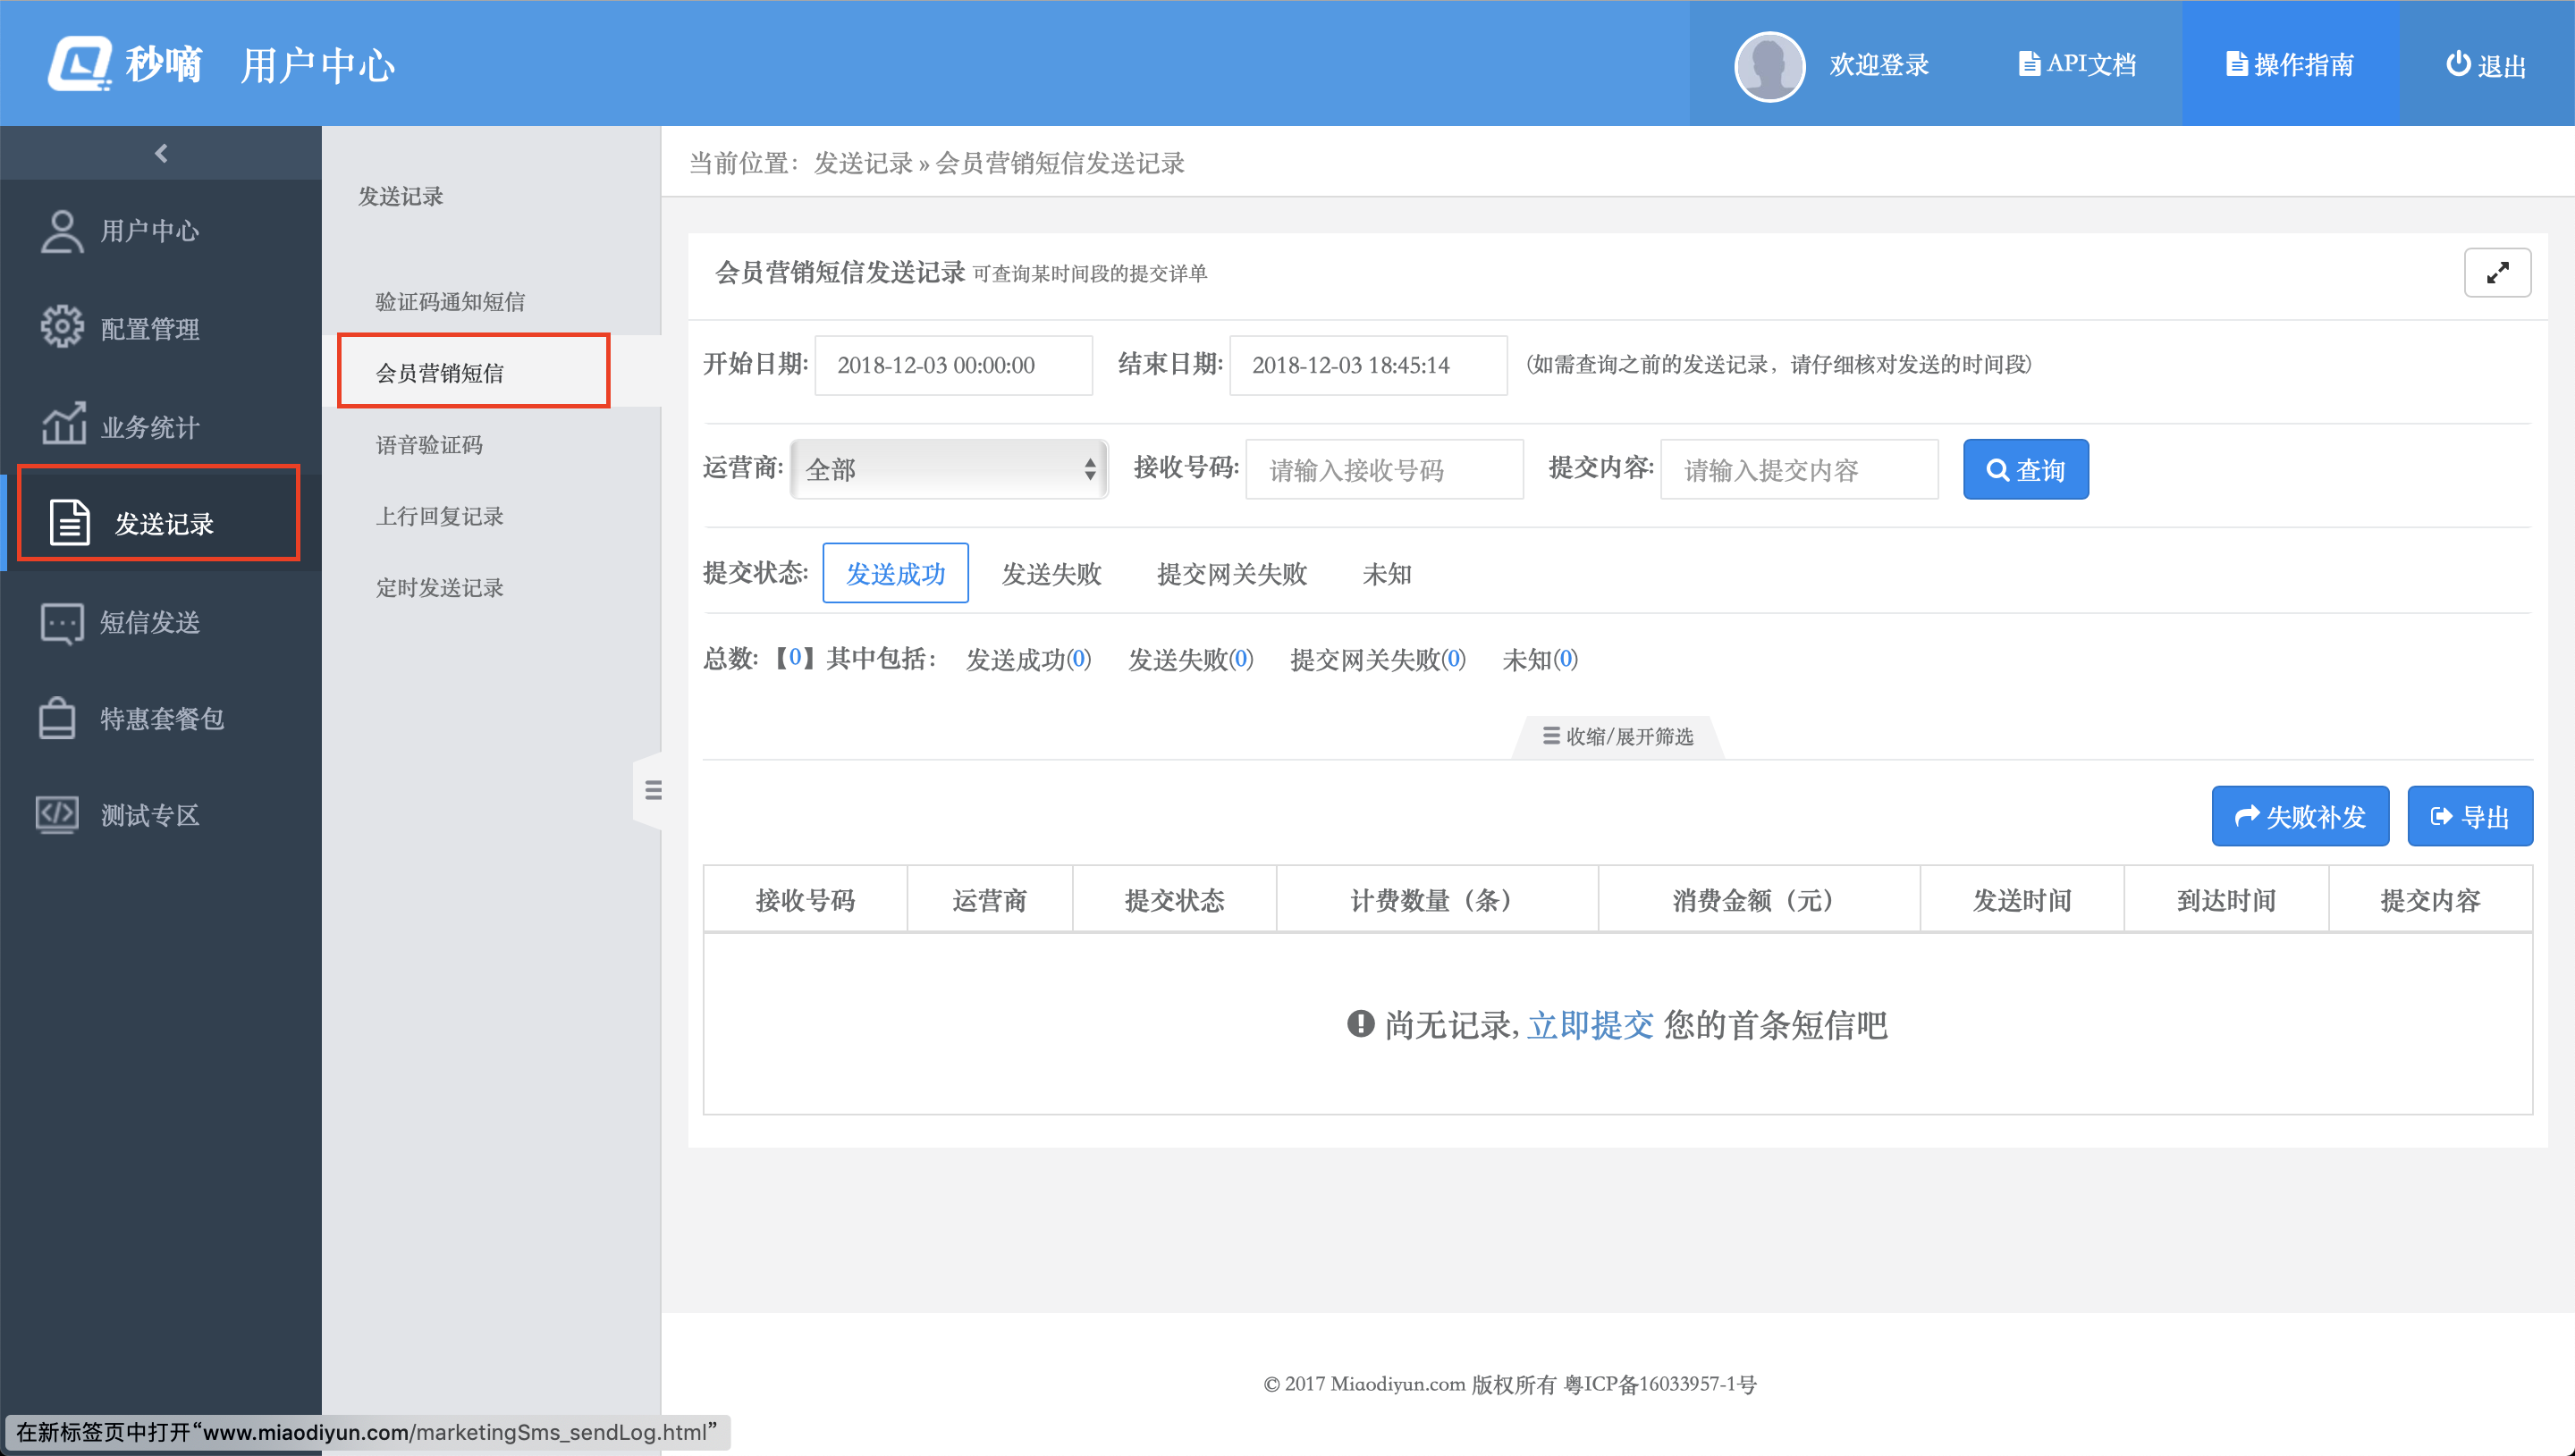 秒嘀 用户中心 欢迎登录 API文档 操作指南 退出
用户中心
配置管理
业务统计
发送记录
短信发送
特惠套餐包
测试专区
发送记录
验证码通知短信
会员营销短信
语音验证码
上行回复记录
定时发送记录
当前位置：发送记录 » 会员营销短信发送记录
会员营销短信发送记录 可查询某时间段的提交详单
开始日期: 2018-12-03 00:00:00 结束日期: 2018-12-03 18:45:14 (如需查询之前的发送记录，请仔细核对发送的时间段)
运营商: 全部 接收号码: 请输入接收号码 提交内容: 请输入提交内容 查询
提交状态: 发送成功 发送失败 提交网关失败 未知
总数:【0】其中包括： 发送成功(0) 发送失败(0) 提交网关失败(0) 未知(0)
收缩/展开筛选
失败补发 导出
接收号码 运营商 提交状态 计费数量（条） 消费金额（元） 发送时间 到达时间 提交内容
尚无记录, 立即提交 您的首条短信吧
© 2017 Miaodiyun.com 版权所有 粤ICP备16033957-1号
在新标签页中打开“www.miaodiyun.com/marketingSms_sendLog.html”